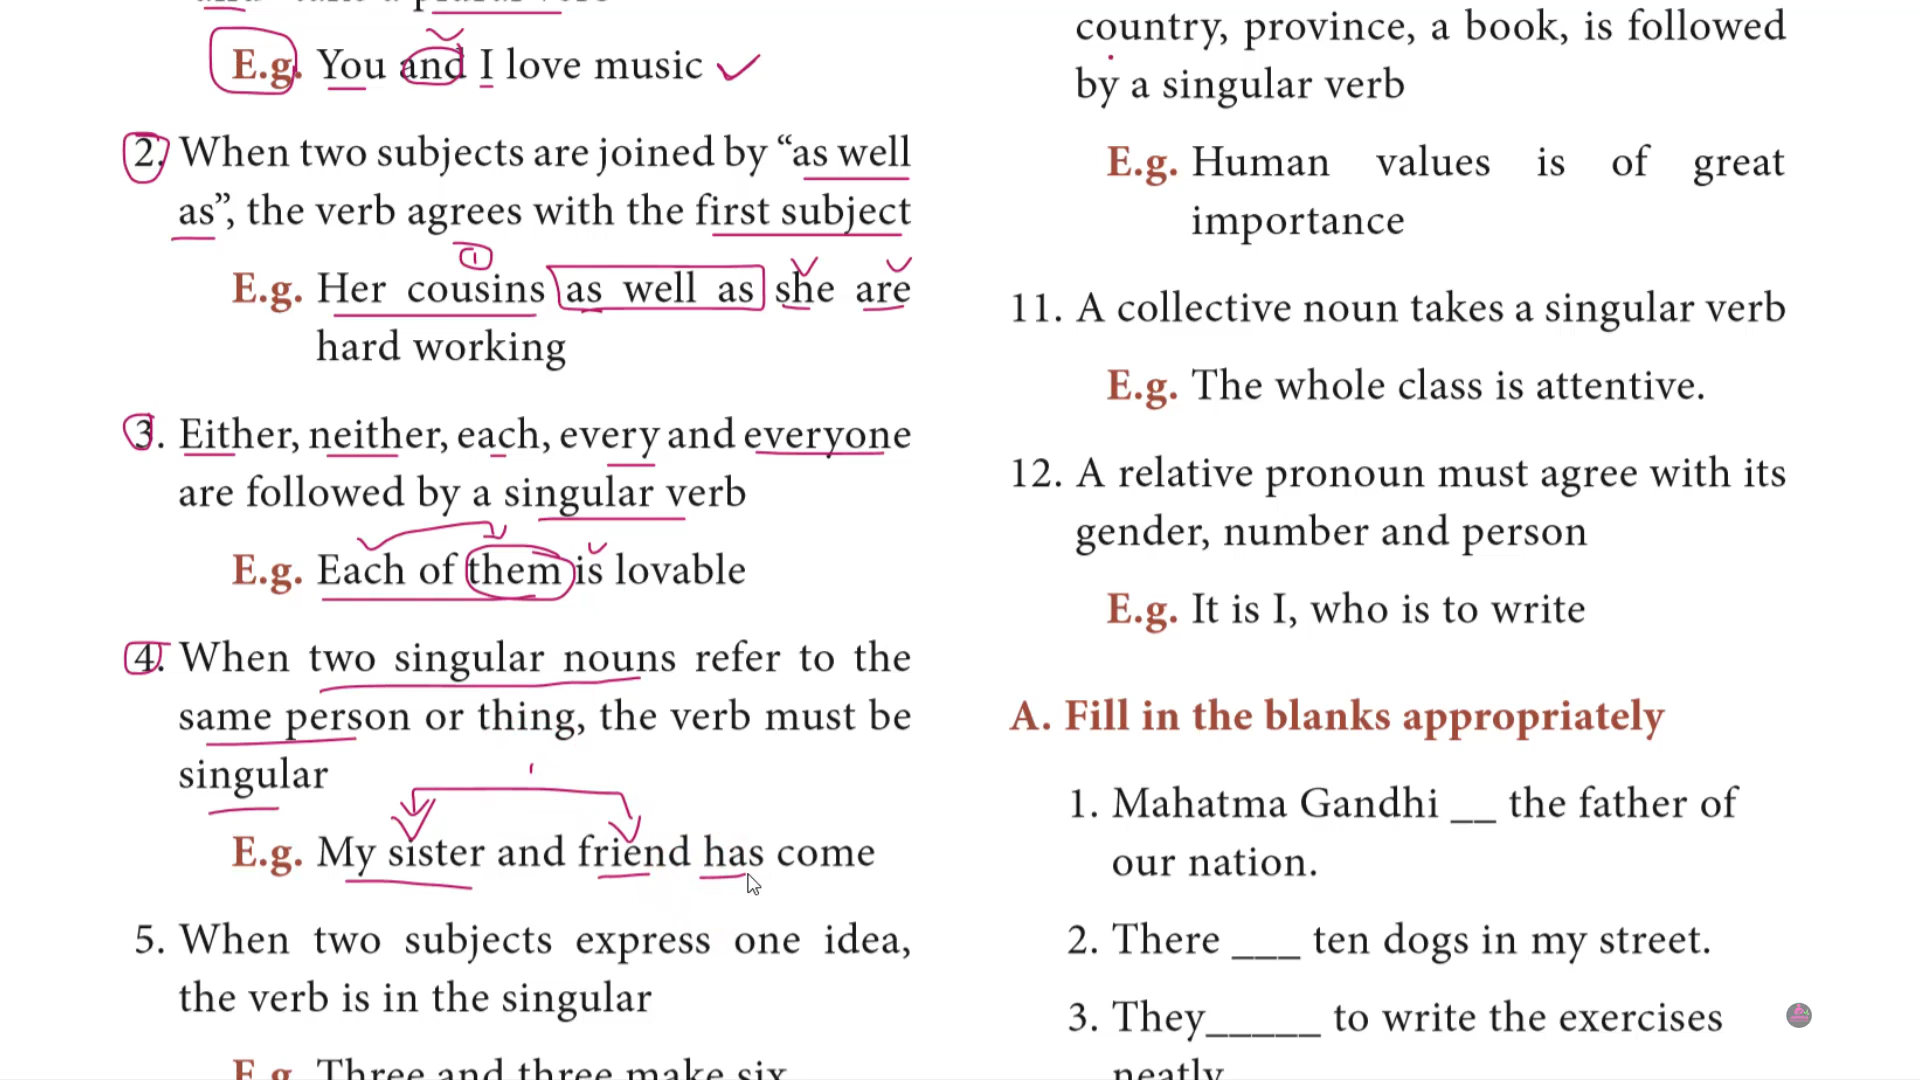 E.g. You and I love music
2. When two subjects are joined by “as well
as”, the verb agrees with the first subject
1
E.g. Her cousins as well as she are
hard working
3. Either, neither, each, every and everyone
are followed by a singular verb
E.g. Each of them is lovable
4. When two singular nouns refer to the
same person or thing, the verb must be
singular
E.g. My sister and friend has come
5. When two subjects express one idea,
the verb is in the singular
E.g. Three and three make six
country, province, a book, is followed
by a singular verb
E.g. Human values is of great
importance
11. A collective noun takes a singular verb
E.g. The whole class is attentive.
12. A relative pronoun must agree with its
gender, number and person
E.g. It is I, who is to write
A. Fill in the blanks appropriately
1. Mahatma Gandhi __ the father of
our nation.
2. There ___ ten dogs in my street.
3. They_____ to write the exercises
neatly